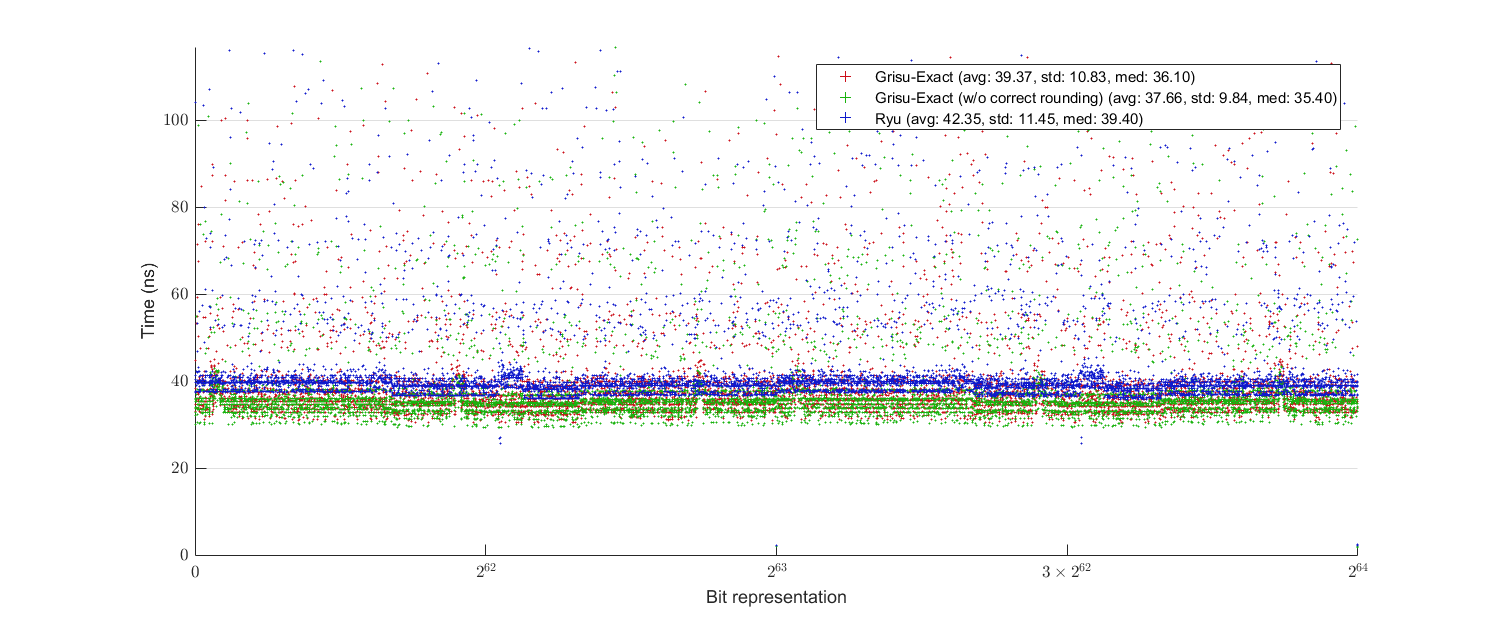 Grisu-Exact (avg: 39.37, std: 10.83, med: 36.10)
Grisu-Exact (w/o correct rounding) (avg: 37.66, std: 9.84, med: 35.40)
Ryu (avg: 42.35, std: 11.45, med: 39.40)
Time (ns)
100
80
60
40
20
0
0 2^62 2^63 3 × 2^62 2^64
Bit representation